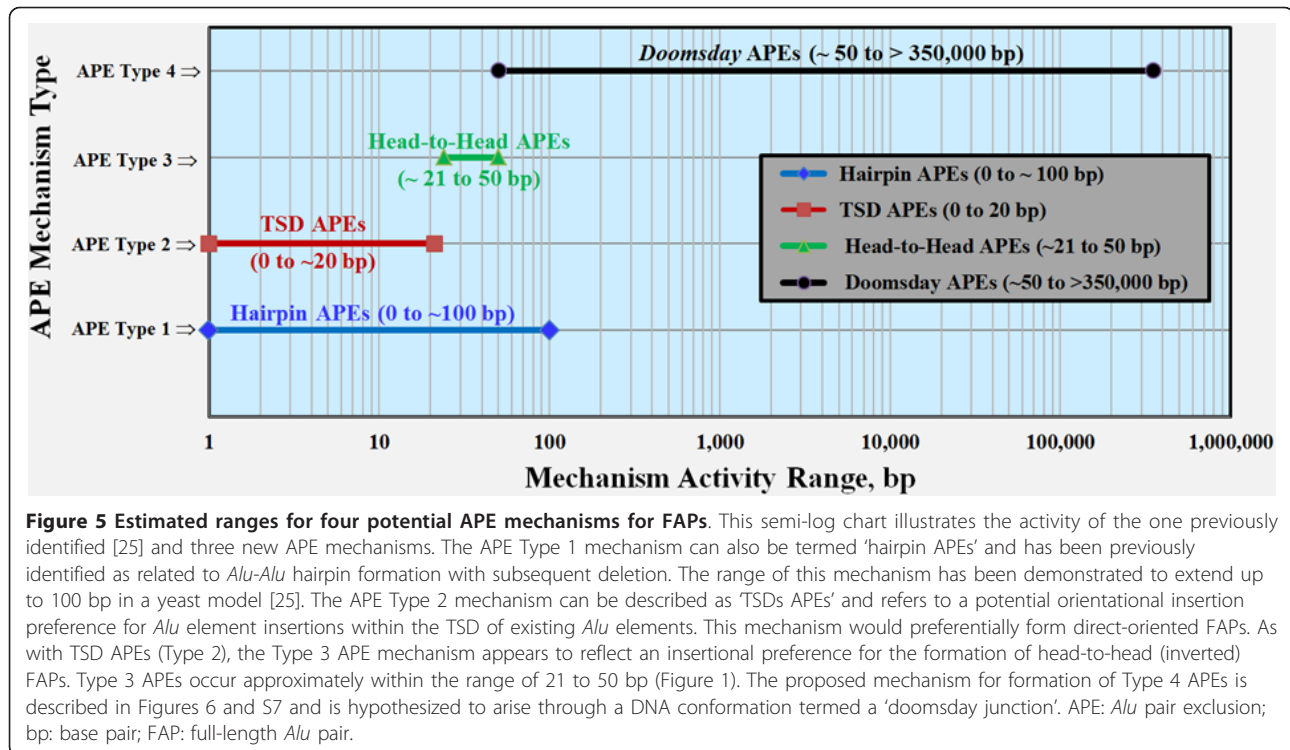 APE Mechanism Type
APE Type 4 ⇒
Doomsday APEs (~ 50 to > 350,000 bp)
APE Type 3 ⇒
Head-to-Head APEs
(~ 21 to 50 bp)
APE Type 2 ⇒
TSD APEs
(0 to ~20 bp)
APE Type 1 ⇒
Hairpin APEs (0 to ~100 bp)
Hairpin APEs (0 to ~ 100 bp)
TSD APEs (0 to 20 bp)
Head-to-Head APEs (~21 to 50 bp)
Doomsday APEs (~50 to >350,000 bp)
1 10 100 1,000 10,000 100,000 1,000,000
Mechanism Activity Range, bp
Figure 5 Estimated ranges for four potential APE mechanisms for FAPs. This semi-log chart illustrates the activity of the one previously
identified [25] and three new APE mechanisms. The APE Type 1 mechanism can also be termed ‘hairpin APEs’ and has been previously
identified as related to Alu-Alu hairpin formation with subsequent deletion. The range of this mechanism has been demonstrated to extend up
to 100 bp in a yeast model [25]. The APE Type 2 mechanism can be described as ‘TSDs APEs’ and refers to a potential orientational insertion
preference for Alu element insertions within the TSD of existing Alu elements. This mechanism would preferentially form direct-oriented FAPs. As
with TSD APEs (Type 2), the Type 3 APE mechanism appears to reflect an insertional preference for the formation of head-to-head (inverted)
FAPs. Type 3 APEs occur approximately within the range of 21 to 50 bp (Figure 1). The proposed mechanism for formation of Type 4 APEs is
described in Figures 6 and S7 and is hypothesized to arise through a DNA conformation termed a ‘doomsday junction’. APE: Alu pair exclusion;
bp: base pair; FAP: full-length Alu pair.